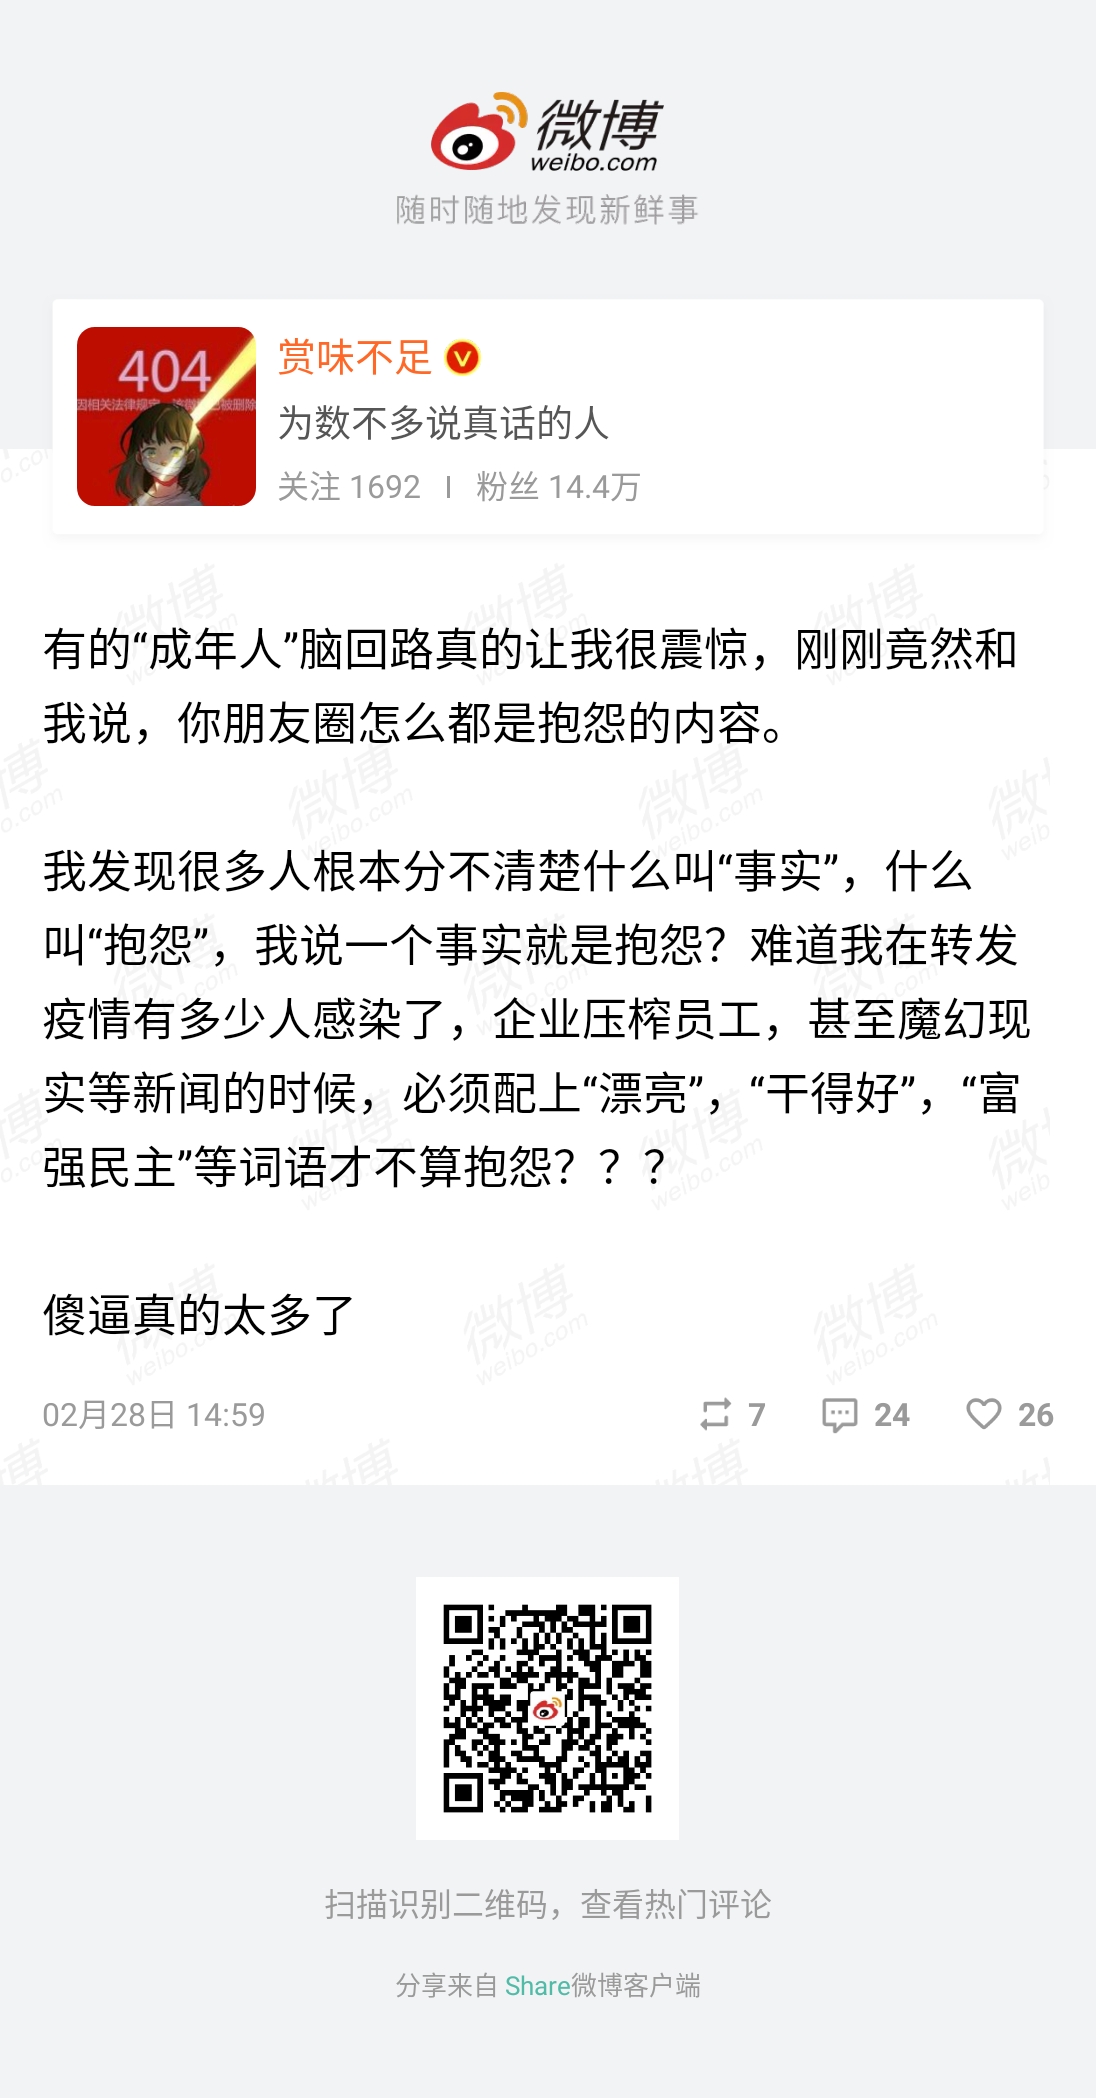 微博
weibo.com
随时随地发现新鲜事
404
因相关法律规定
赏味不足
为数不多说真话的人
关注 1692 | 粉丝 14.4万
有的“成年人”脑回路真的让我很震惊，刚刚竟然和
我说，你朋友圈怎么都是抱怨的内容。
我发现很多人根本分不清楚什么叫“事实”，什么
叫“抱怨”，我说一个事实就是抱怨？难道我在转发
疫情有多少人感染了，企业压榨员工，甚至魔幻现
实等新闻的时候，必须配上“漂亮”，“干得好”，“富
强民主”等词语才不算抱怨？？？
傻逼真的太多了
02月28日 14:59 7 24 26
扫描识别二维码，查看热门评论
分享来自 Share微博客户端